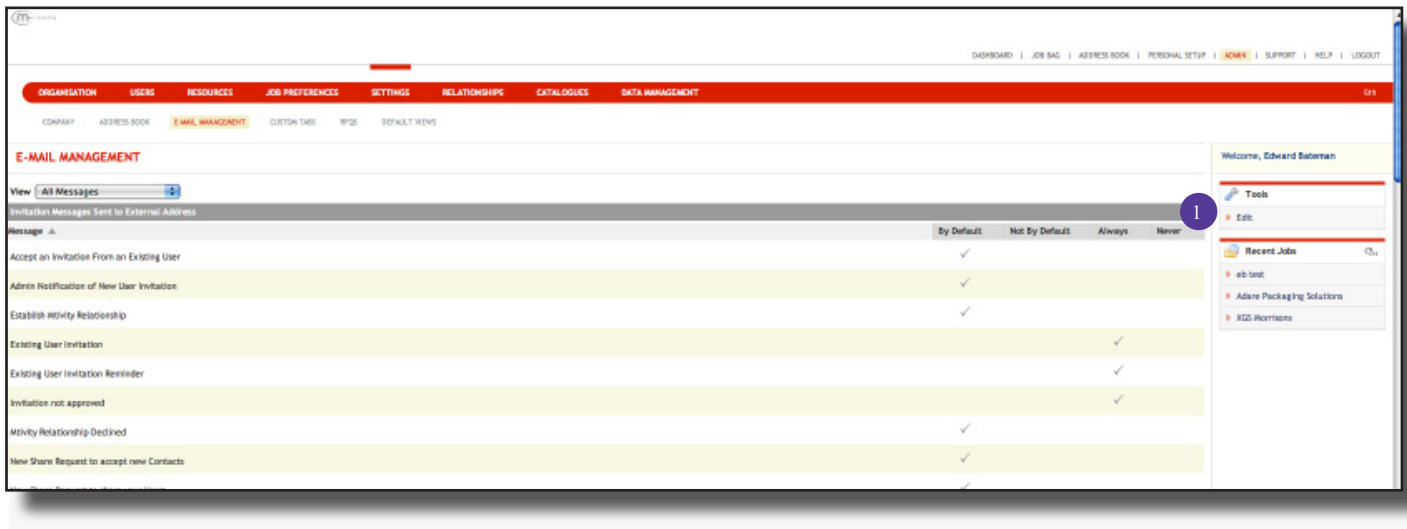 DASHBOARD | JOB BAG | ADDRESS BOOK | PERSONAL SETUP | ADMIN | SUPPORT | HELP | LOGOUT
ORGANISATION USERS RESOURCES JOB PREFERENCES SETTINGS RELATIONSHIPS CATALOGUES DATA MANAGEMENT
COMPANY ADDRESS BOOK E-MAIL MANAGEMENT CUSTOM TABS RFQS DEFAULT VIEWS
E-MAIL MANAGEMENT
Welcome, Edward Bateman
View All Messages
Tools
Invitation Messages Sent to External Address
1
Edit
Message By Default Not By Default Always Never
Recent Jobs
Accept an Invitation From an Existing User
eb test
Admin Notification of New User Invitation
Adare Packaging Solutions
Establish Mtivity Relationship
XGS Morrisons
Existing User Invitation
Existing User Invitation Reminder
Invitation not approved
Mtivity Relationship Declined
New Share Request to accept new Contacts